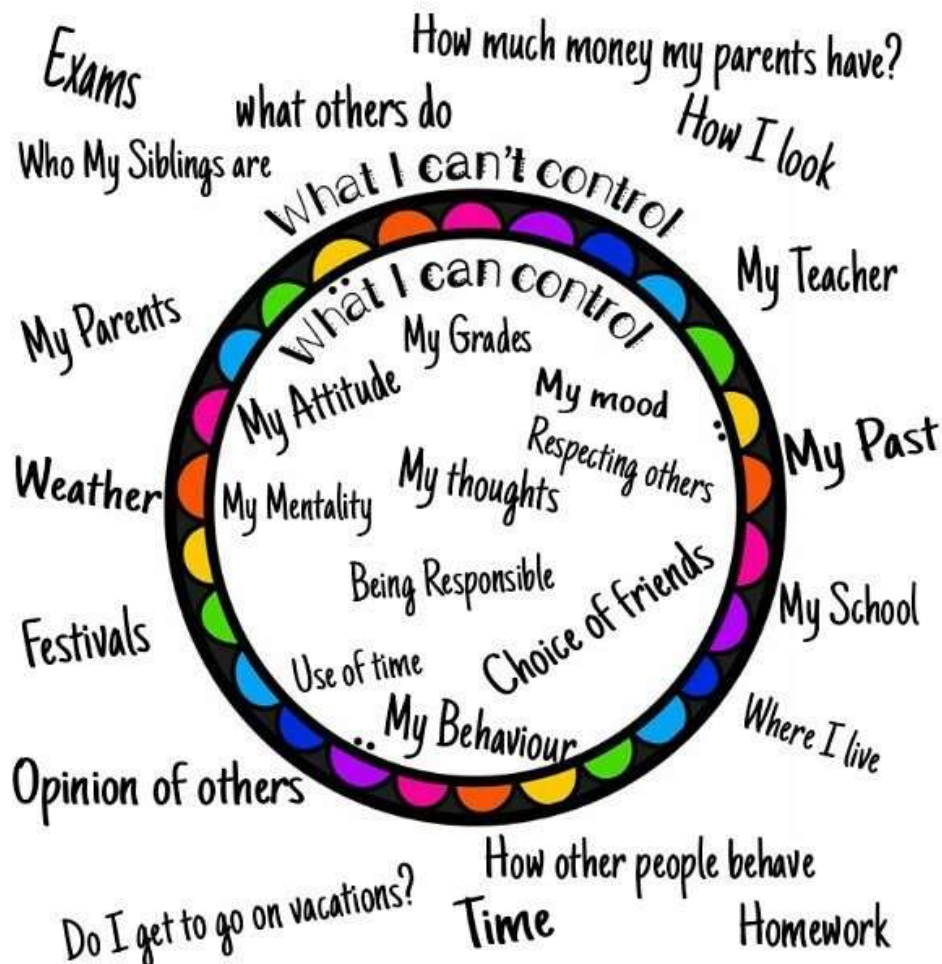 Exams
How much money my parents have?
what others do
How I look
Who My Siblings are
What I can't control
My Teacher
What I can control
My Parents
My Grades
My Attitude
My mood
Respecting others
My Past
Weather
My Mentality
My thoughts
Being Responsible
Choice of friends
My School
Festivals
Use of time
My Behaviour
Where I live
Opinion of others
How other people behave
Do I get to go on vacations?
Time
Homework